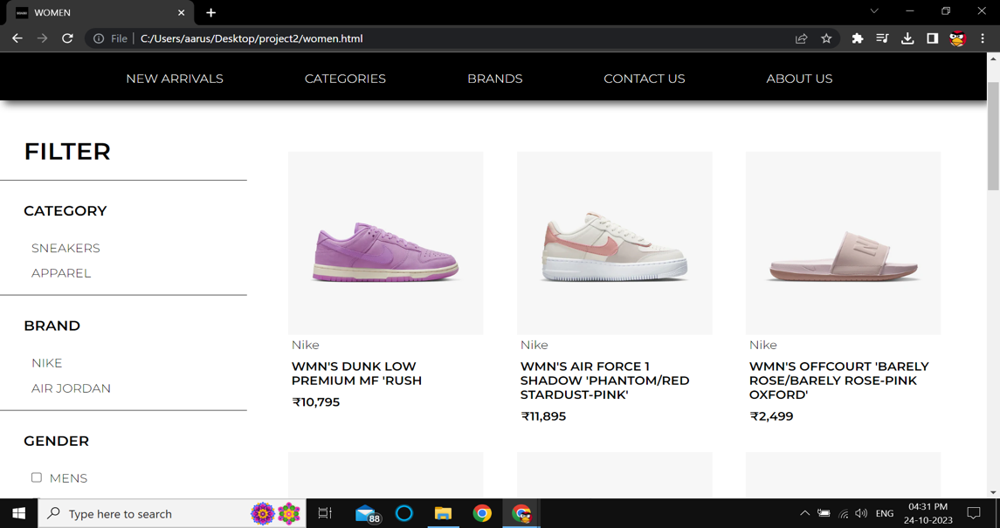 WOMEN
File
C:/Users/aarus/Desktop/project2/women.html
NEW ARRIVALS
CATEGORIES
BRANDS
CONTACT US
ABOUT US
FILTER
CATEGORY
SNEAKERS
APPAREL
BRAND
NIKE
AIR JORDAN
GENDER
MENS
Nike
WMN'S DUNK LOW
PREMIUM MF 'RUSH
₹10,795
Nike
WMN'S AIR FORCE 1
SHADOW 'PHANTOM/RED
STARDUST-PINK'
₹11,895
Nike
WMN'S OFFCOURT 'BARELY
ROSE/BARELY ROSE-PINK
OXFORD'
₹2,499
Type here to search
88
ENG
04:31 PM
24-10-2023